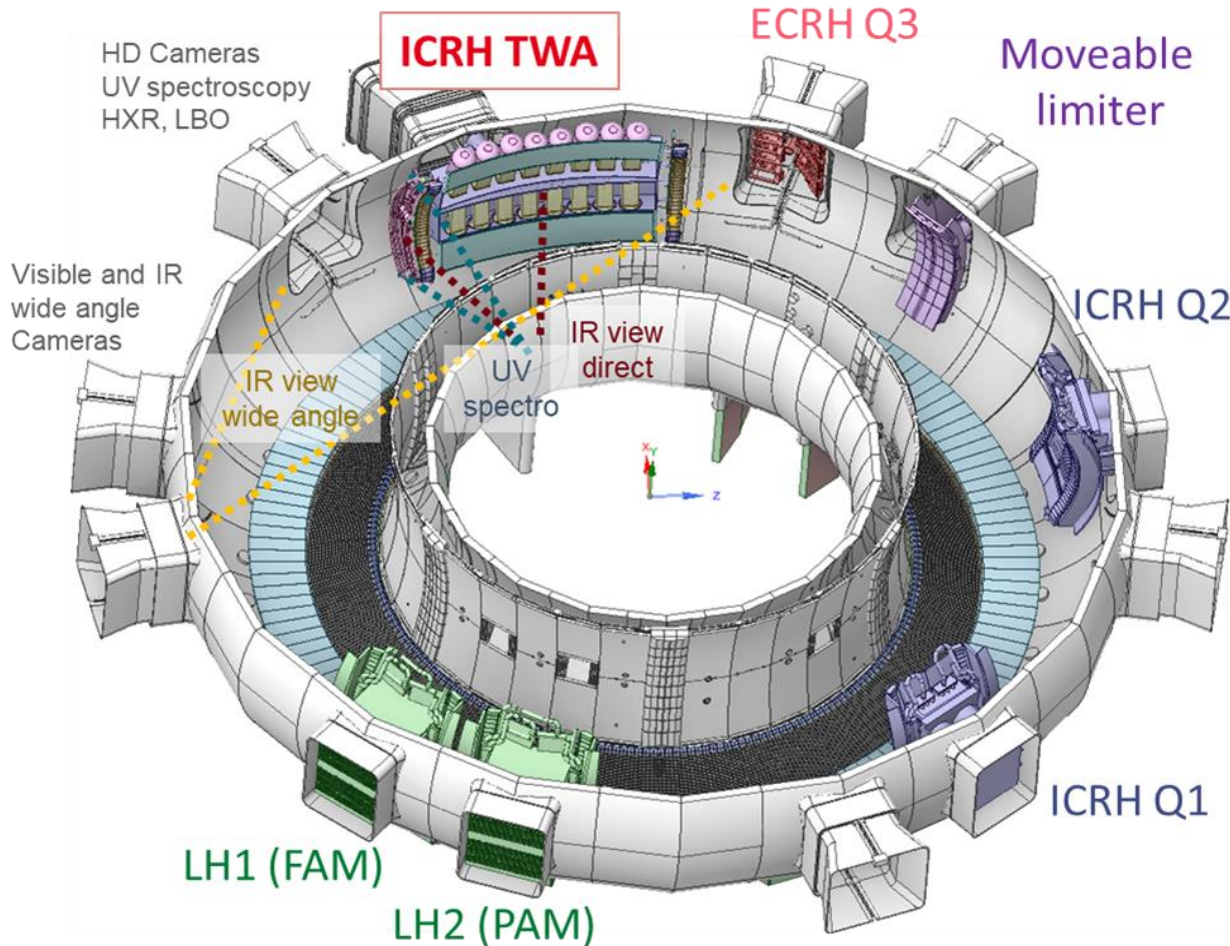 ECRH Q3
HD Cameras
UV spectroscopy
HXR, LBO
ICRH TWA
Moveable
limiter
Visible and IR
wide angle
Cameras
ICRH Q2
IR view
wide angle
UV
spectro
IR view
direct
X
Y
Z
ICRH Q1
LH1 (FAM)
LH2 (PAM)